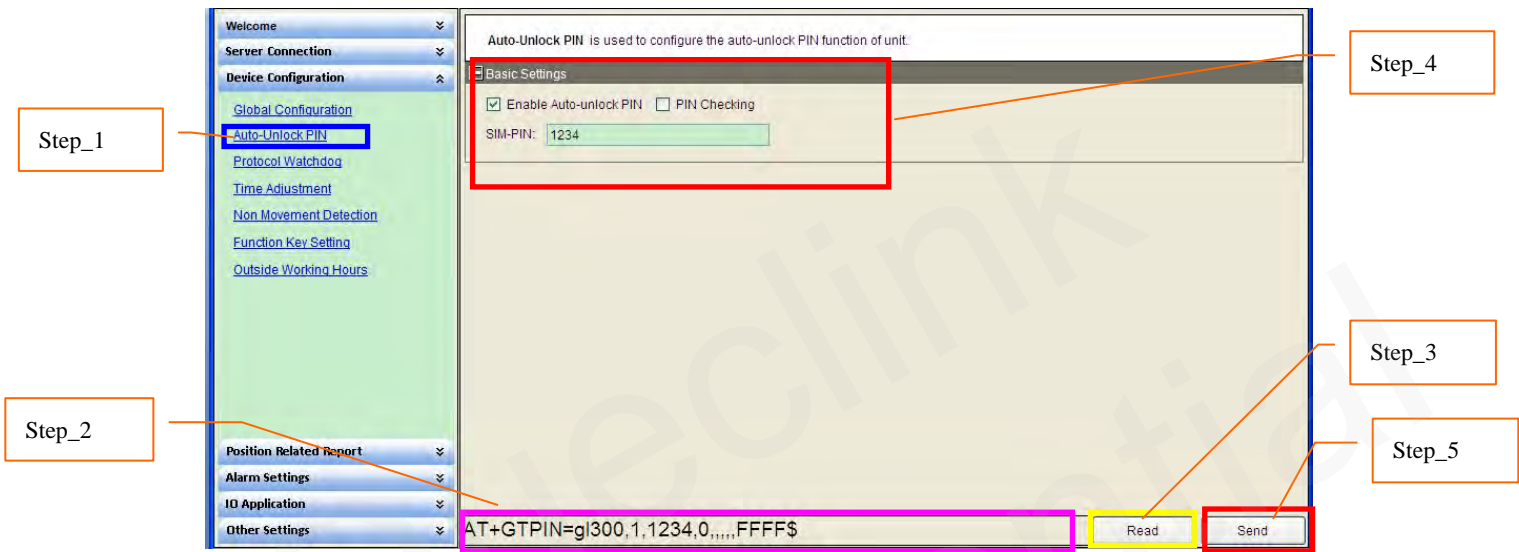 Welcome
Server Connection
Device Configuration
Global Configuration
Auto-Unlock PIN
Protocol Watchdog
Time Adjustment
Non Movement Detection
Function Key Setting
Outside Working Hours
Position Related Report
Alarm Settings
IO Application
Other Settings
Auto-Unlock PIN is used to configure the auto-unlock PIN function of unit.
Basic Settings
Enable Auto-unlock PIN PIN Checking
SIM-PIN: 1234
AT+GTPIN=gl300,1,1234,0,,,,,FFFF$
Read Send
Step_1
Step_2
Step_3
Step_4
Step_5
eclink